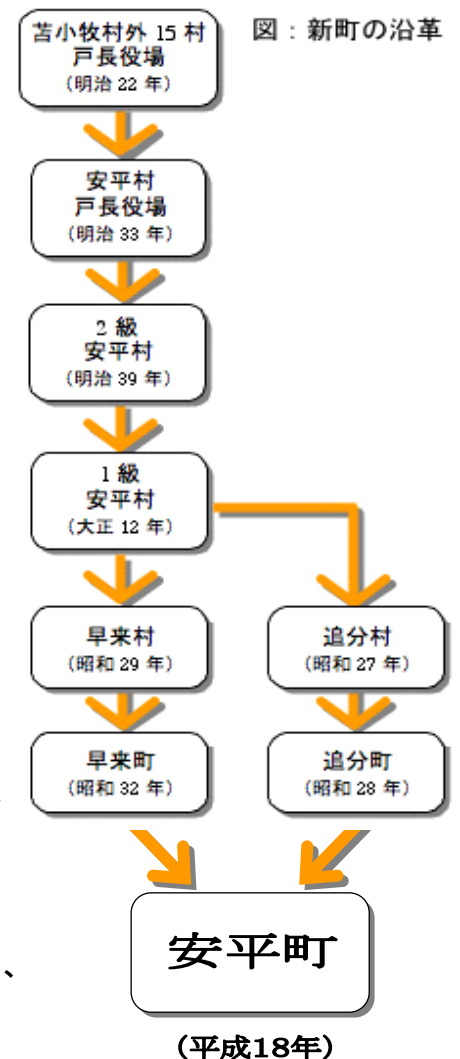 図：新町の沿革
苫小牧村外 15 村
戸長役場
(明治 22 年)
安平村
戸長役場
(明治 33 年)
2 級
安平村
(明治 39 年)
1 級
安平村
(大正 12 年)
早来村
(昭和 29 年)
追分村
(昭和 27 年)
早来町
(昭和 32 年)
追分町
(昭和 28 年)
、
安平町
(平成18年)